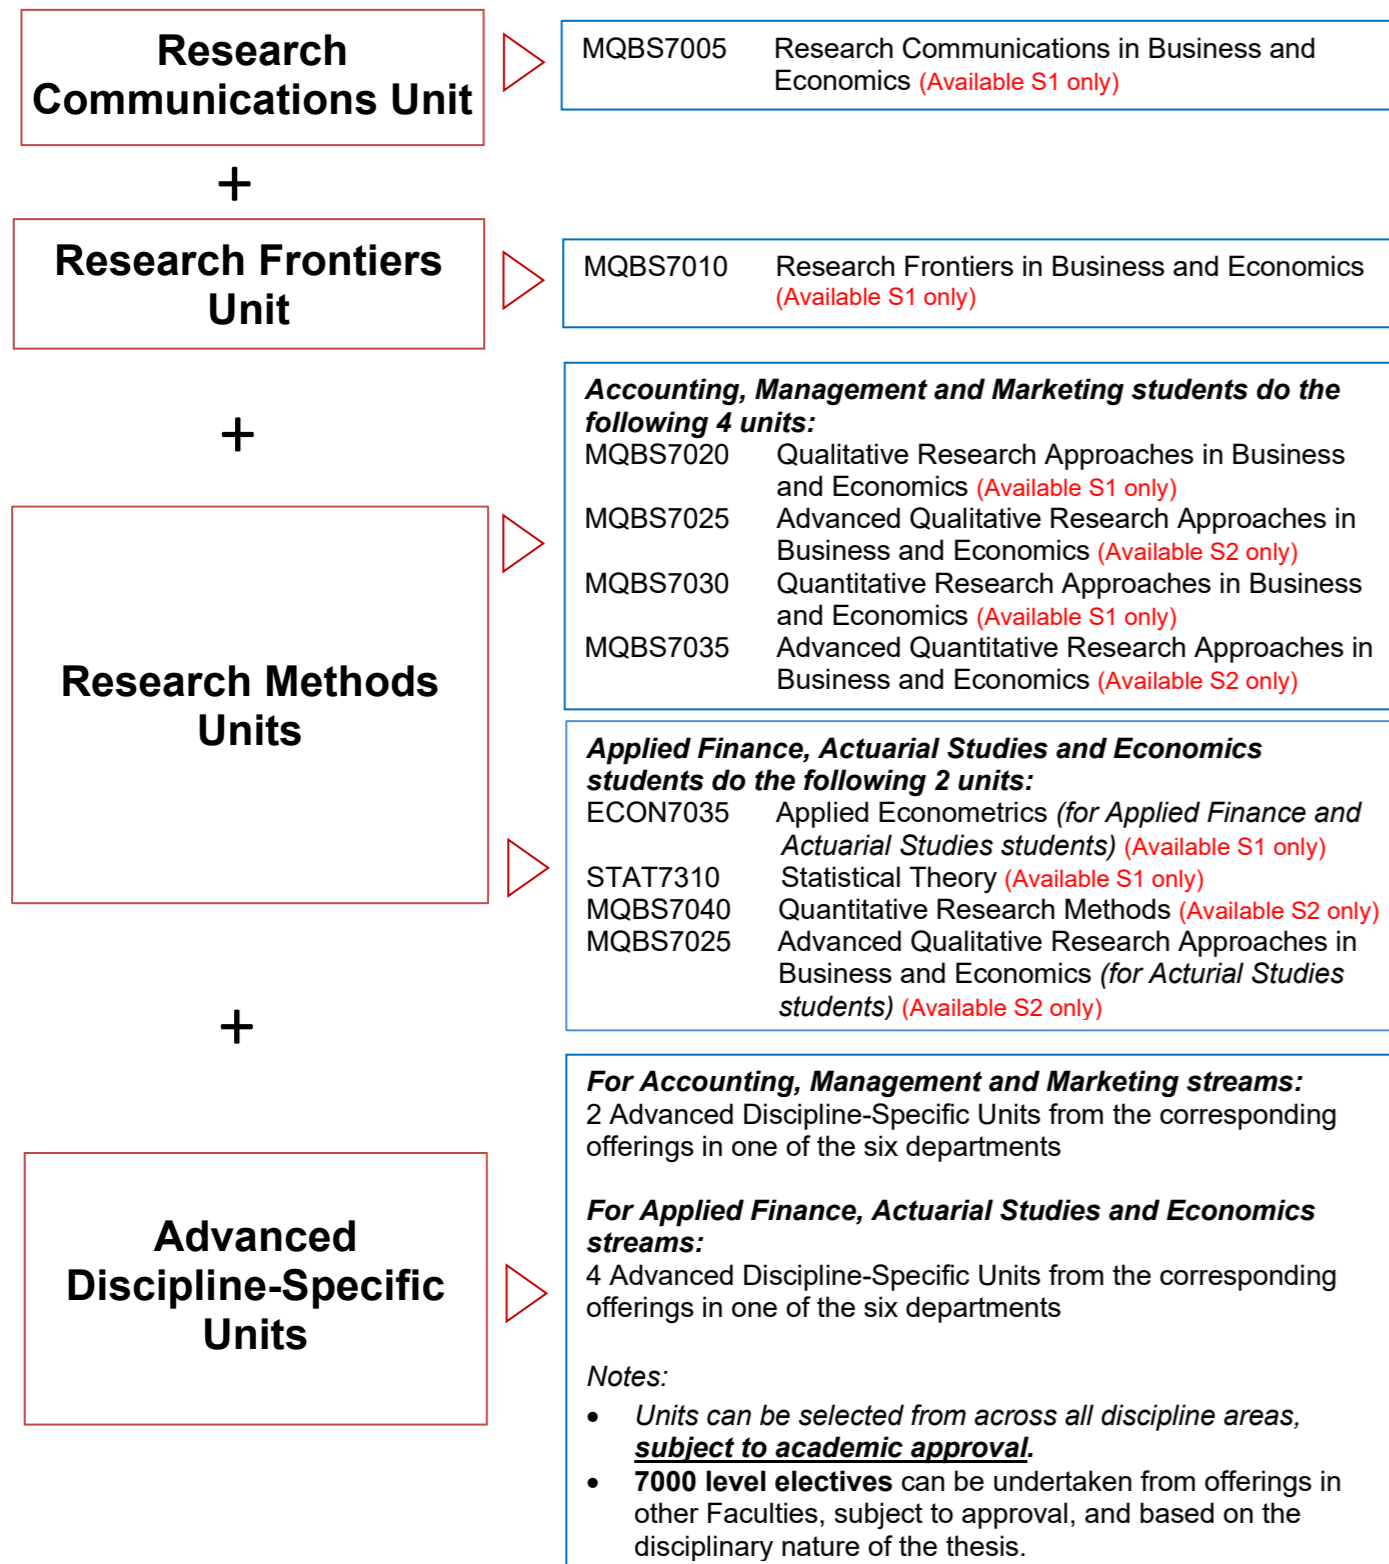 Research
Communications Unit
MQBS7005 Research Communications in Business and
Economics (Available S1 only)
+
Research Frontiers
Unit
MQBS7010 Research Frontiers in Business and Economics
(Available S1 only)
+
Research Methods
Units
Accounting, Management and Marketing students do the
following 4 units:
MQBS7020 Qualitative Research Approaches in Business
and Economics (Available S1 only)
MQBS7025 Advanced Qualitative Research Approaches in
Business and Economics (Available S2 only)
MQBS7030 Quantitative Research Approaches in Business
and Economics (Available S1 only)
MQBS7035 Advanced Quantitative Research Approaches in
Business and Economics (Available S2 only)
Applied Finance, Actuarial Studies and Economics
students do the following 2 units:
ECON7035 Applied Econometrics (for Applied Finance and
Actuarial Studies students) (Available S1 only)
STAT7310 Statistical Theory (Available S1 only)
MQBS7040 Quantitative Research Methods (Available S2 only)
MQBS7025 Advanced Qualitative Research Approaches in
Business and Economics (for Acturial Studies
students) (Available S2 only)
+
Advanced
Discipline-Specific
Units
For Accounting, Management and Marketing streams:
2 Advanced Discipline-Specific Units from the corresponding
offerings in one of the six departments
For Applied Finance, Actuarial Studies and Economics
streams:
4 Advanced Discipline-Specific Units from the corresponding
offerings in one of the six departments
Notes:
• Units can be selected from across all discipline areas,
subject to academic approval.
• 7000 level electives can be undertaken from offerings in
other Faculties, subject to approval, and based on the
disciplinary nature of the thesis.